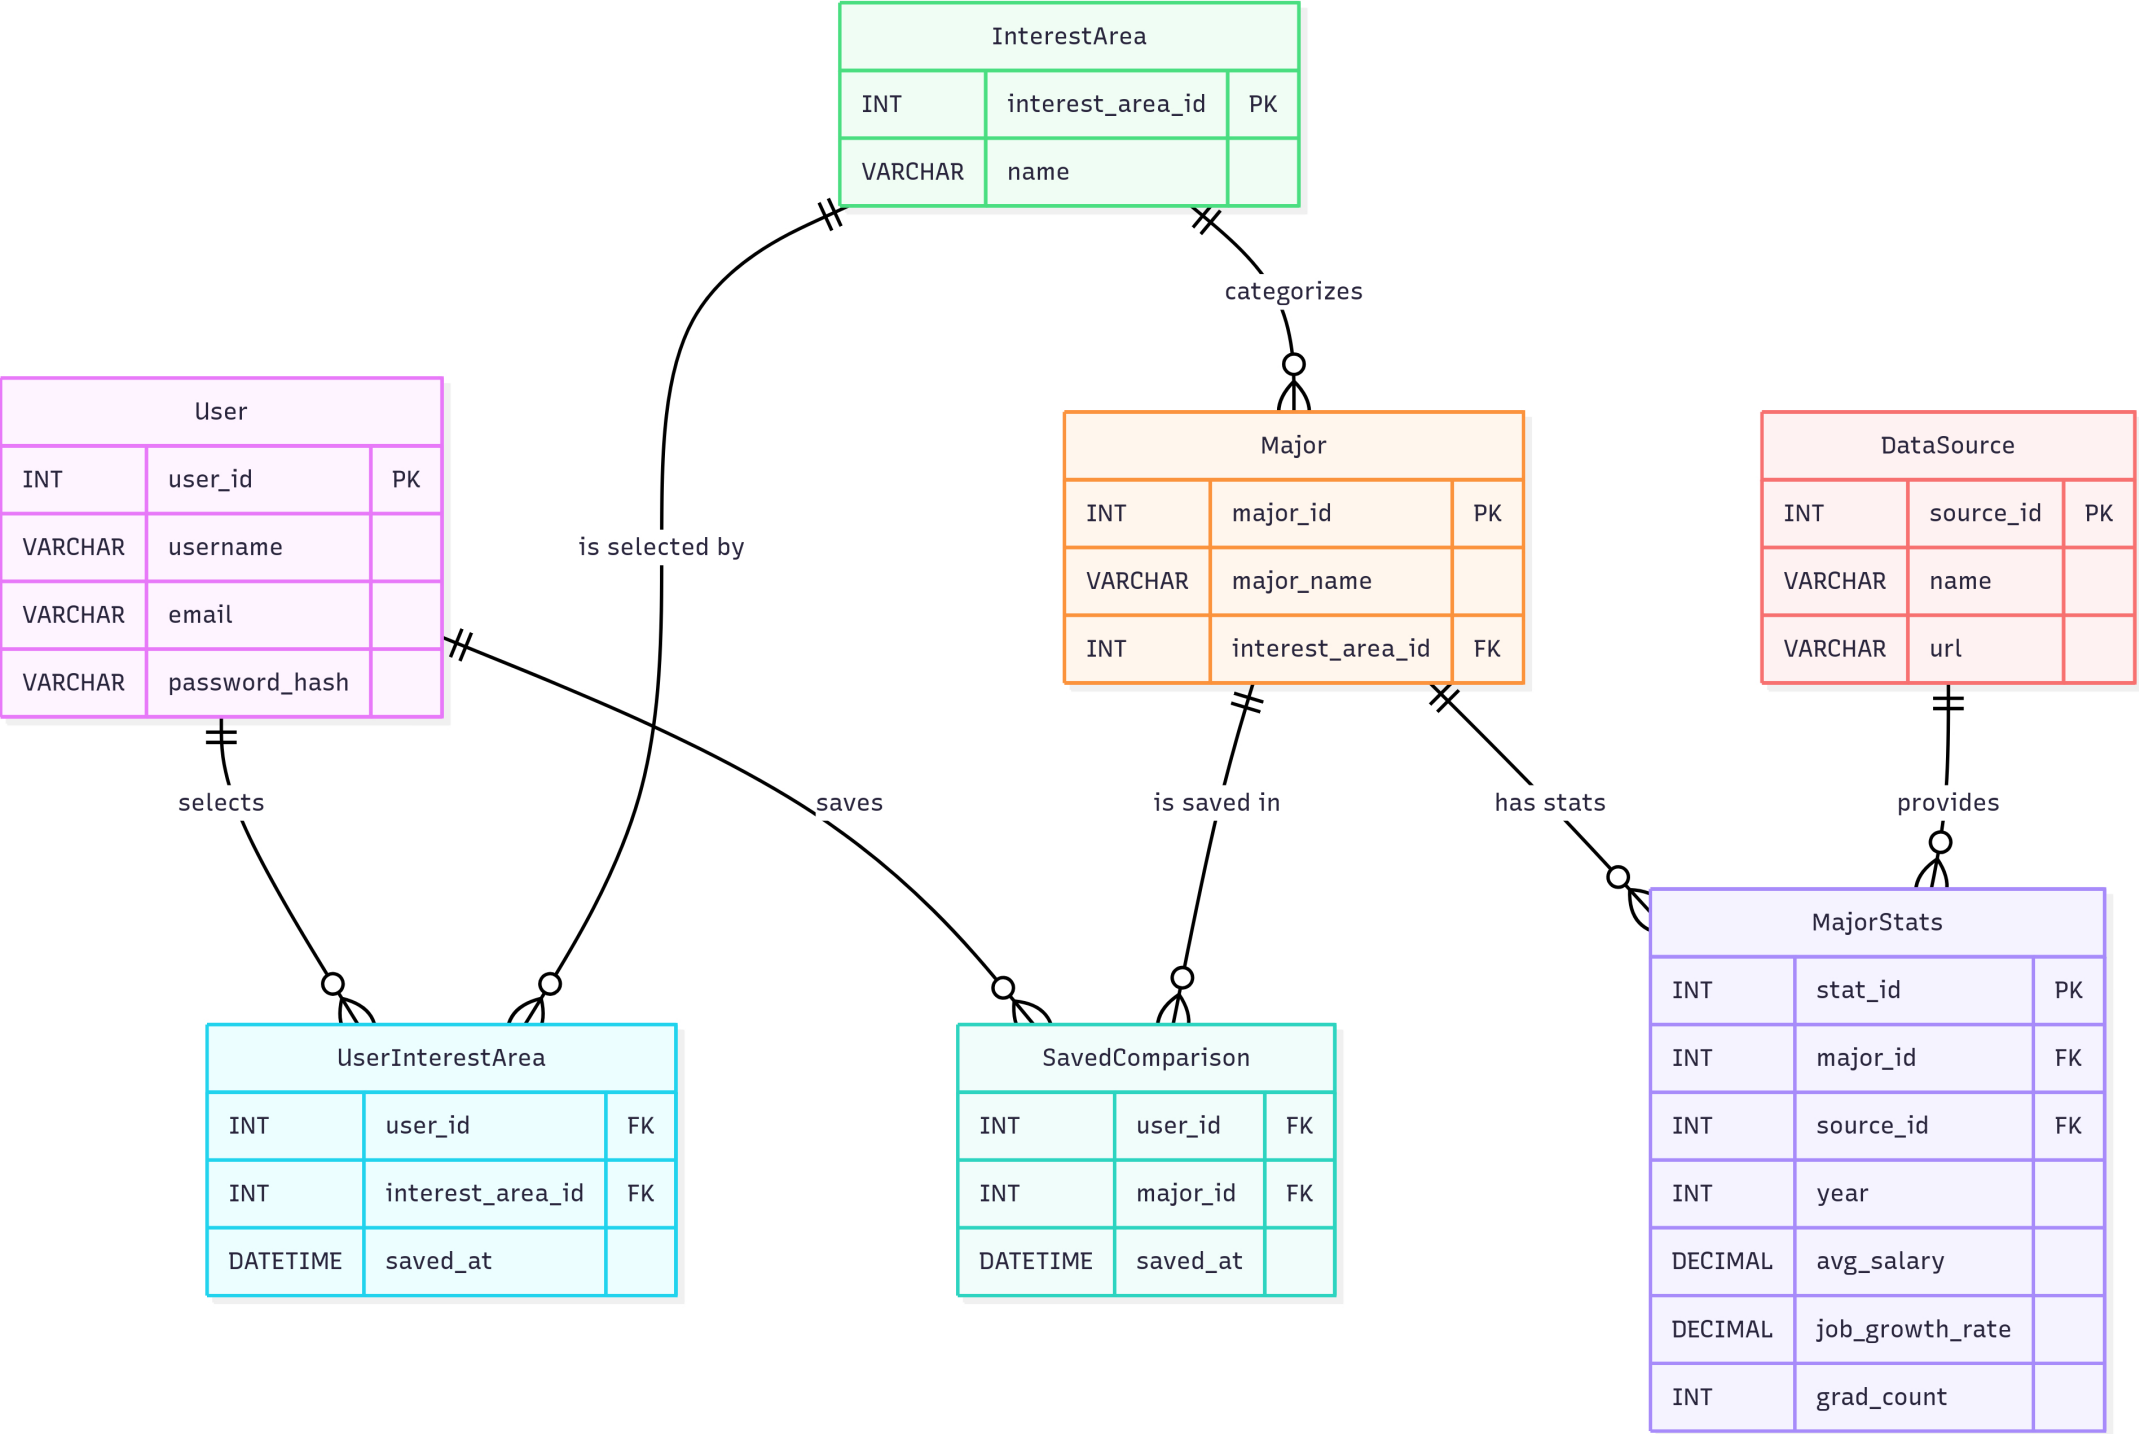 InterestArea
INT interest_area_id PK
VARCHAR name
categorizes
User
INT user_id PK
VARCHAR username
VARCHAR email
VARCHAR password_hash
is selected by
Major
INT major_id PK
VARCHAR major_name
INT interest_area_id FK
DataSource
INT source_id PK
VARCHAR name
VARCHAR url
selects
saves
is saved in
has stats
provides
UserInterestArea
INT user_id FK
INT interest_area_id FK
DATETIME saved_at
SavedComparison
INT user_id FK
INT major_id FK
DATETIME saved_at
MajorStats
INT stat_id PK
INT major_id FK
INT source_id FK
INT year
DECIMAL avg_salary
DECIMAL job_growth_rate
INT grad_count